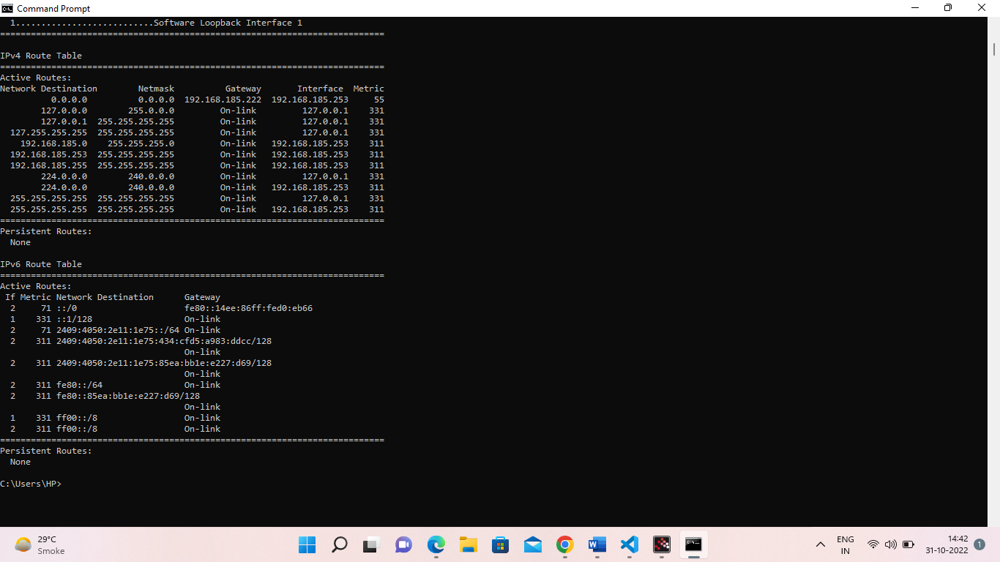 Command Prompt
1...........................Software Loopback Interface 1
===========================================================================
IPv4 Route Table
===========================================================================
Active Routes:
Network Destination        Netmask          Gateway       Interface  Metric
          0.0.0.0          0.0.0.0  192.168.185.222  192.168.185.253     55
        127.0.0.0        255.0.0.0         On-link         127.0.0.1    331
        127.0.0.1  255.255.255.255         On-link         127.0.0.1    331
  127.255.255.255  255.255.255.255         On-link         127.0.0.1    331
    192.168.185.0    255.255.255.0         On-link   192.168.185.253    311
  192.168.185.253  255.255.255.255         On-link   192.168.185.253    311
  192.168.185.255  255.255.255.255         On-link   192.168.185.253    311
        224.0.0.0        240.0.0.0         On-link         127.0.0.1    331
        224.0.0.0        240.0.0.0         On-link   192.168.185.253    311
  255.255.255.255  255.255.255.255         On-link         127.0.0.1    331
  255.255.255.255  255.255.255.255         On-link   192.168.185.253    311
===========================================================================
Persistent Routes:
  None
IPv6 Route Table
===========================================================================
Active Routes:
 If Metric Network Destination      Gateway
  2     71 ::/0                     fe80::14ee:86ff:fed0:eb66
  1    331 ::1/128                  On-link
  2     71 2409:4050:2e11:1e75::/64 On-link
  2    311 2409:4050:2e11:1e75:434:cfd5:a983:ddcc/128
                                    On-link
  2    311 2409:4050:2e11:1e75:85ea:bb1e:e227:d69/128
                                    On-link
  2    311 fe80::/64                On-link
  2    311 fe80::85ea:bb1e:e227:d69/128
                                    On-link
  1    331 ff00::/8                 On-link
  2    311 ff00::/8                 On-link
===========================================================================
Persistent Routes:
  None
C:\Users\HP>
29°C
Smoke
ENG
IN
14:42
31-10-2022
1